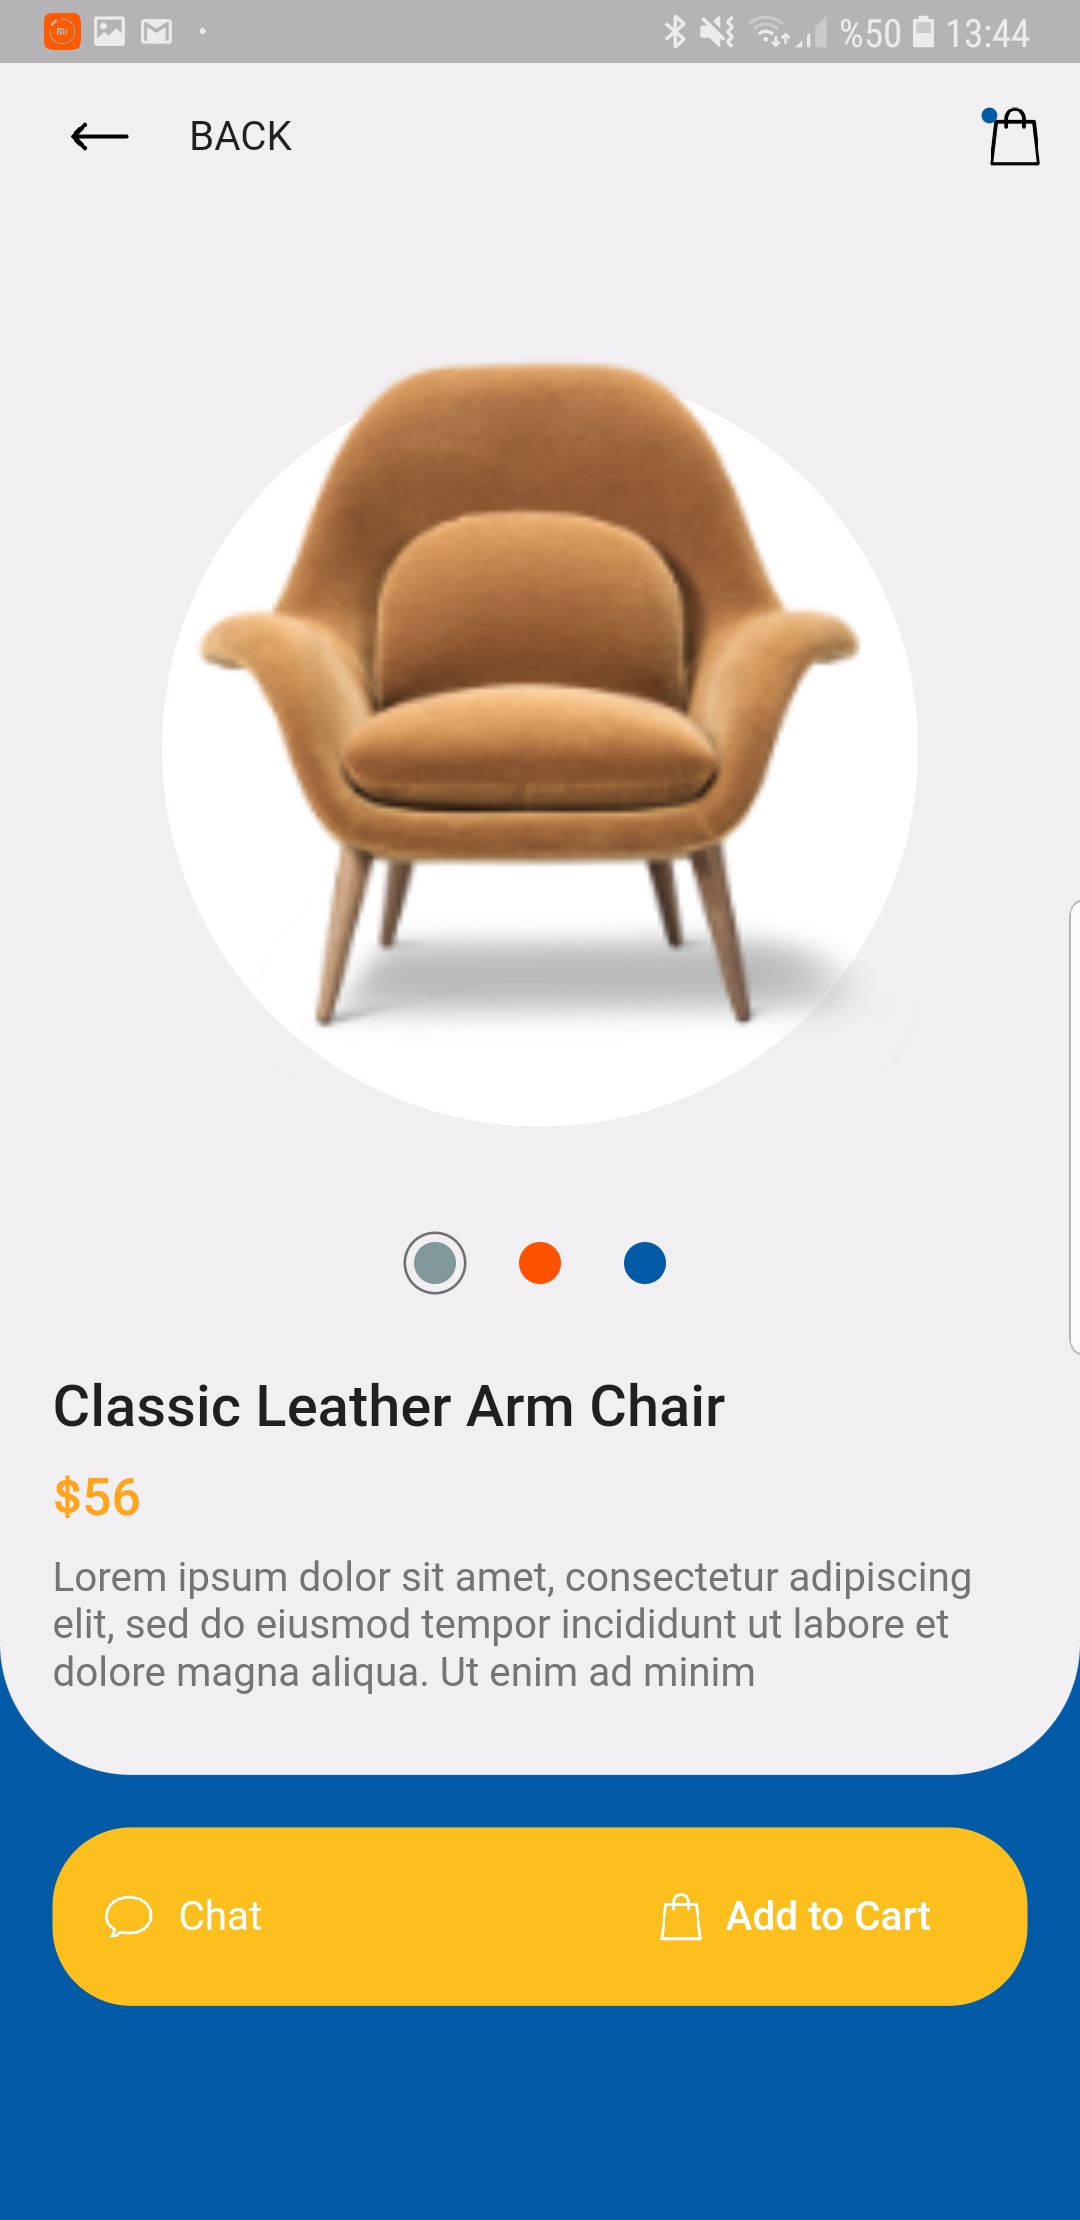 %50 13:44
BACK
Classic Leather Arm Chair
$56
Lorem ipsum dolor sit amet, consectetur adipiscing
elit, sed do eiusmod tempor incididunt ut labore et
dolore magna aliqua. Ut enim ad minim
Chat Add to Cart